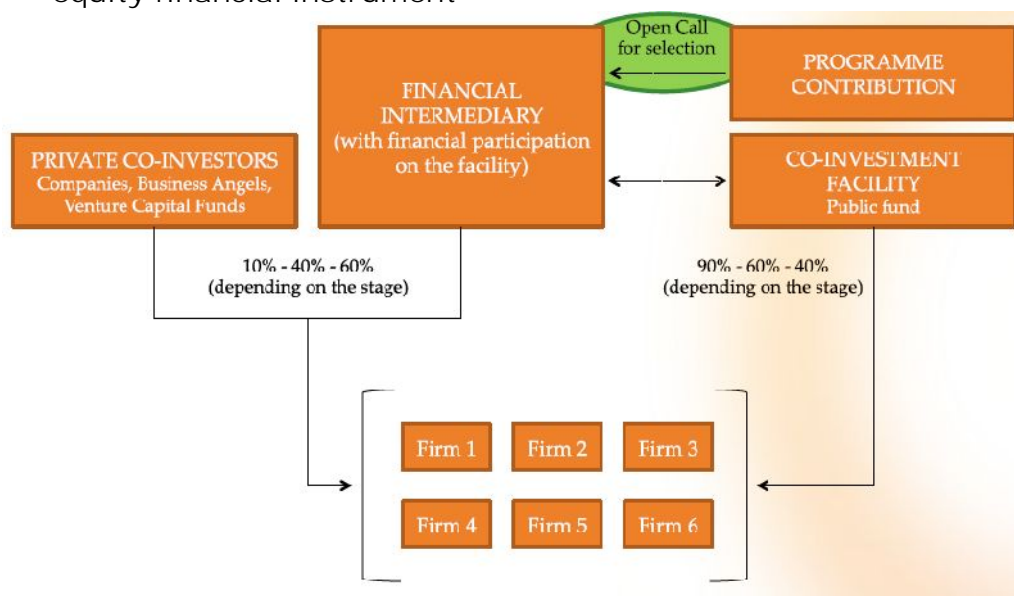 equity financial instrument
Open Call
for selection
PROGRAMME
CONTRIBUTION
FINANCIAL
INTERMEDIARY
(with financial participation
on the facility)
PRIVATE CO-INVESTORS
Companies, Business Angels,
Venture Capital Funds
CO-INVESTMENT
FACILITY
Public fund
10% - 40% - 60%
(depending on the stage)
90% - 60% - 40%
(depending on the stage)
Firm 1
Firm 2
Firm 3
Firm 4
Firm 5
Firm 6